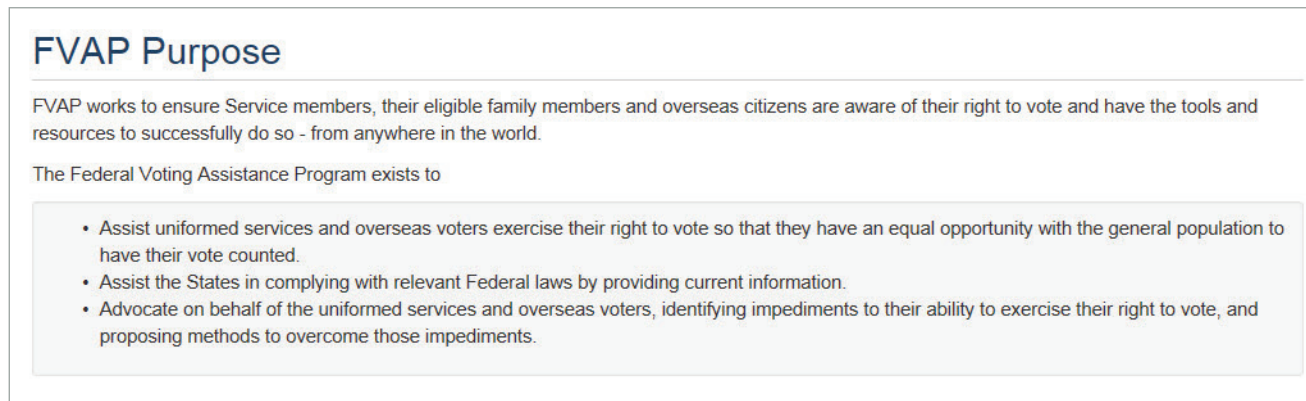 FVAP Purpose
FVAP works to ensure Service members, their eligible family members and overseas citizens are aware of their right to vote and have the tools and
resources to successfully do so - from anywhere in the world.
The Federal Voting Assistance Program exists to
• Assist uniformed services and overseas voters exercise their right to vote so that they have an equal opportunity with the general population to
have their vote counted.
• Assist the States in complying with relevant Federal laws by providing current information.
• Advocate on behalf of the uniformed services and overseas voters, identifying impediments to their ability to exercise their right to vote, and
proposing methods to overcome those impediments.